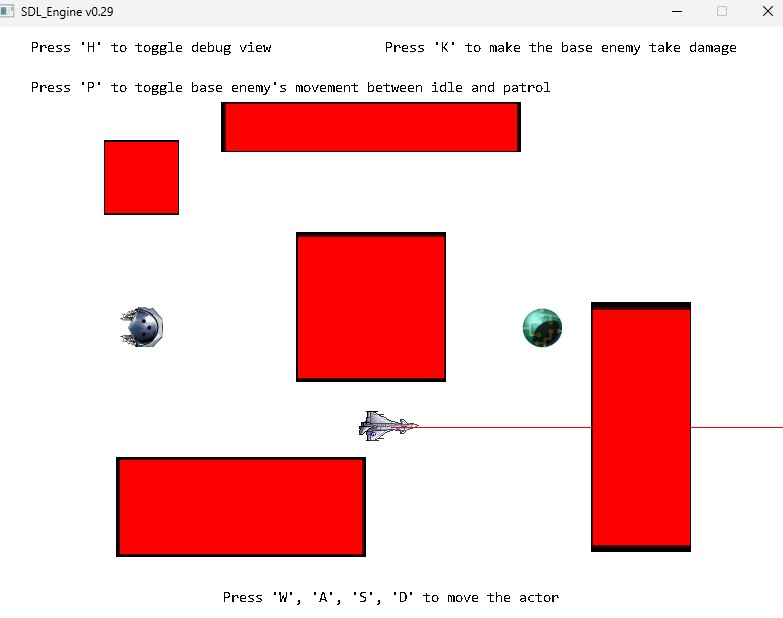 SDL_Engine v0.29
Press 'H' to toggle debug view
Press 'K' to make the base enemy take damage
Press 'P' to toggle base enemy's movement between idle and patrol
Press 'W', 'A', 'S', 'D' to move the actor